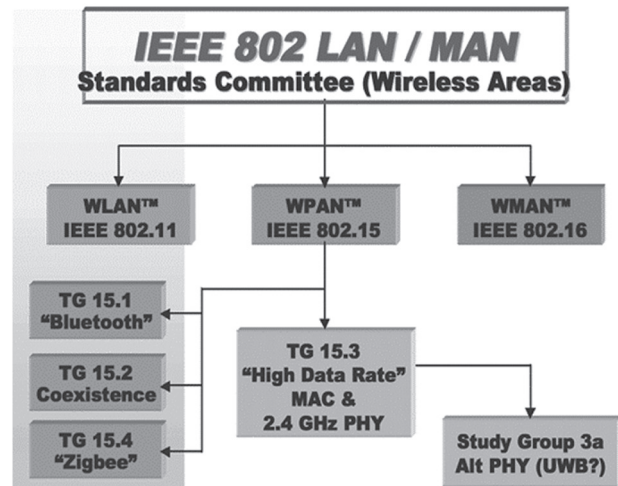 IEEE 802 LAN / MAN
Standards Committee (Wireless Areas)
WLAN™
IEEE 802.11
WPAN™
IEEE 802.15
WMAN™
IEEE 802.16
TG 15.1
“Bluetooth”
TG 15.2
Coexistence
TG 15.4
“Zigbee”
TG 15.3
“High Data Rate”
MAC &
2.4 GHz PHY
Study Group 3a
Alt PHY (UWB?)